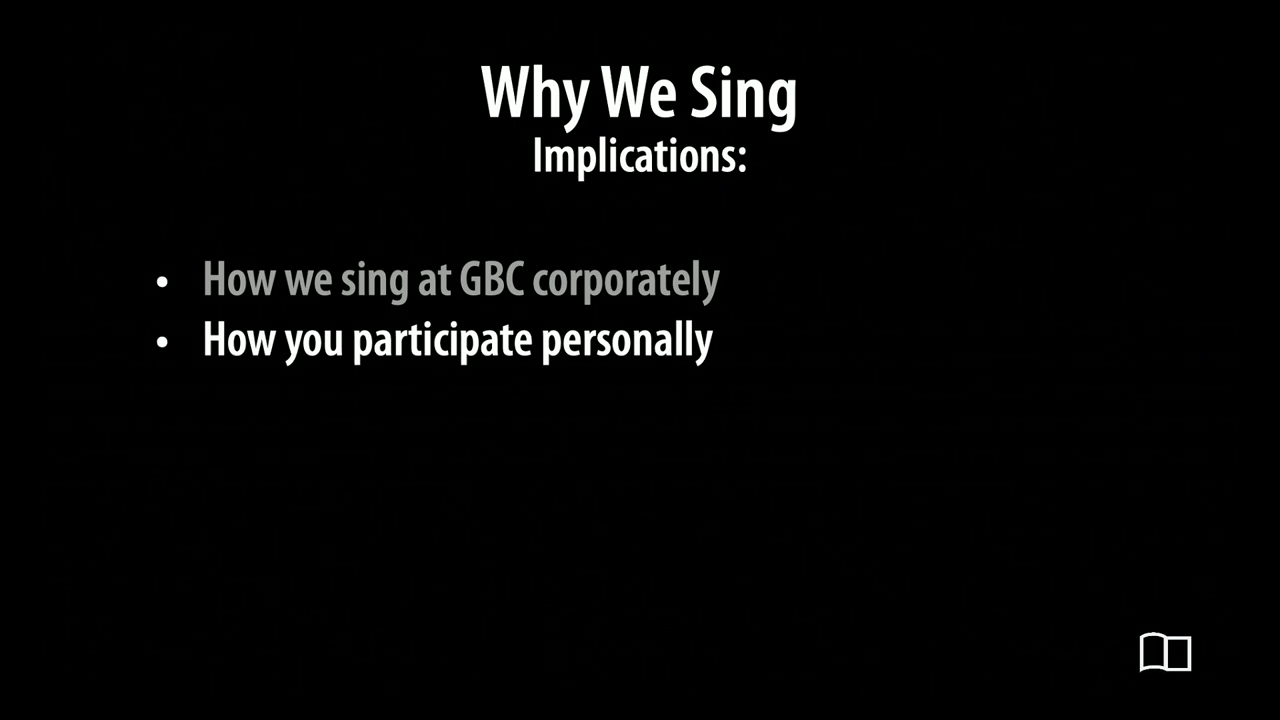 Why We Sing
Implications:
• How we sing at GBC corporately
• How you participate personally